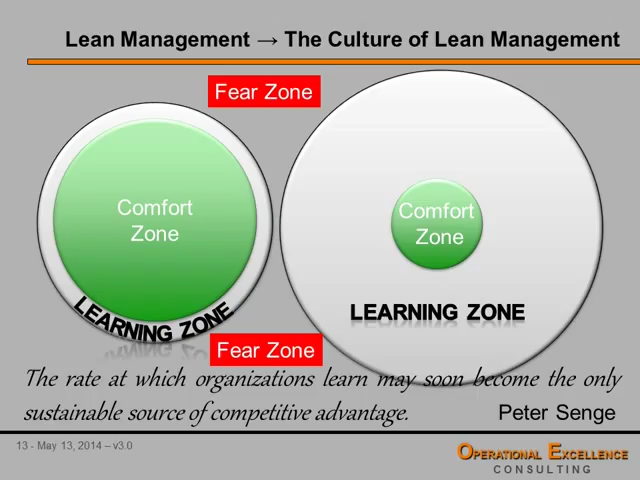 Lean Management → The Culture of Lean Management
Fear Zone
Comfort
Zone
Comfort
Zone
LEARNING ZONE
LEARNING ZONE
Fear Zone
The rate at which organizations learn may soon become the only
sustainable source of competitive advantage.
Peter Senge
13 - May 13, 2014 – v3.0
OPERATIONAL EXCELLENCE
CONSULTING